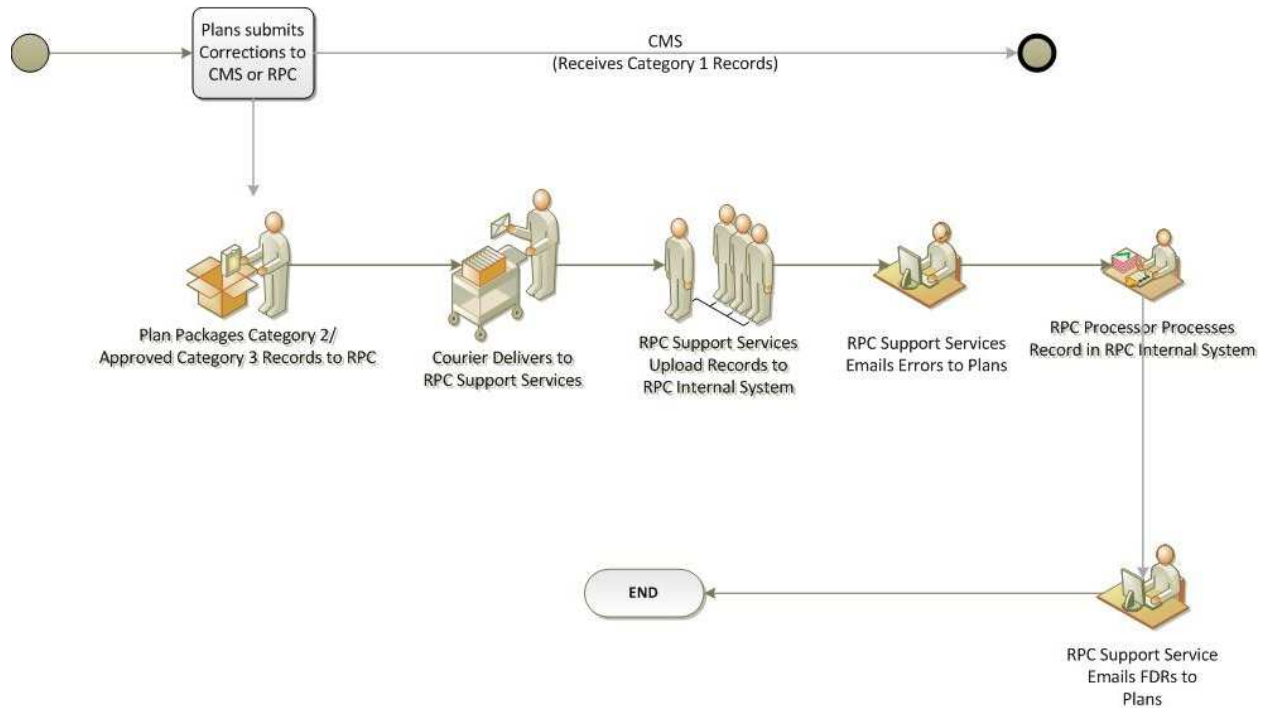 Plans submits
Corrections to
CMS or RPC
CMS
(Receives Category 1 Records)
Plan Packages Category 2/
Approved Category 3 Records to RPC
Courier Delivers to
RPC Support Services
RPC Support Services
Upload Records to
RPC Internal System
RPC Support Services
Emails Errors to Plans
RPC Processor Processes
Record in RPC Internal System
END
RPC Support Service
Emails FDRs to
Plans